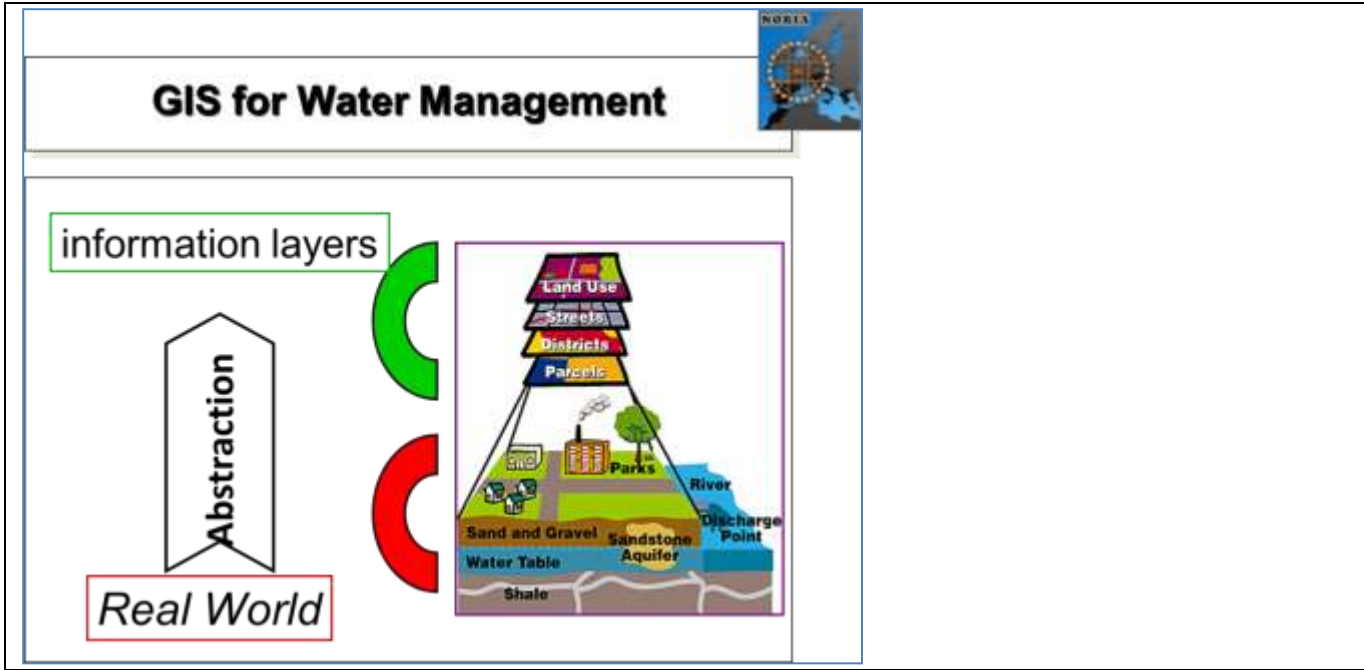 NORIA
GIS for Water Management
information layers
Land Use
Streets
Districts
Parcels
Abstraction
Parks
River
Discharge
Point
Sand and Gravel
Sandstone
Aquifer
Water Table
Shale
Real World